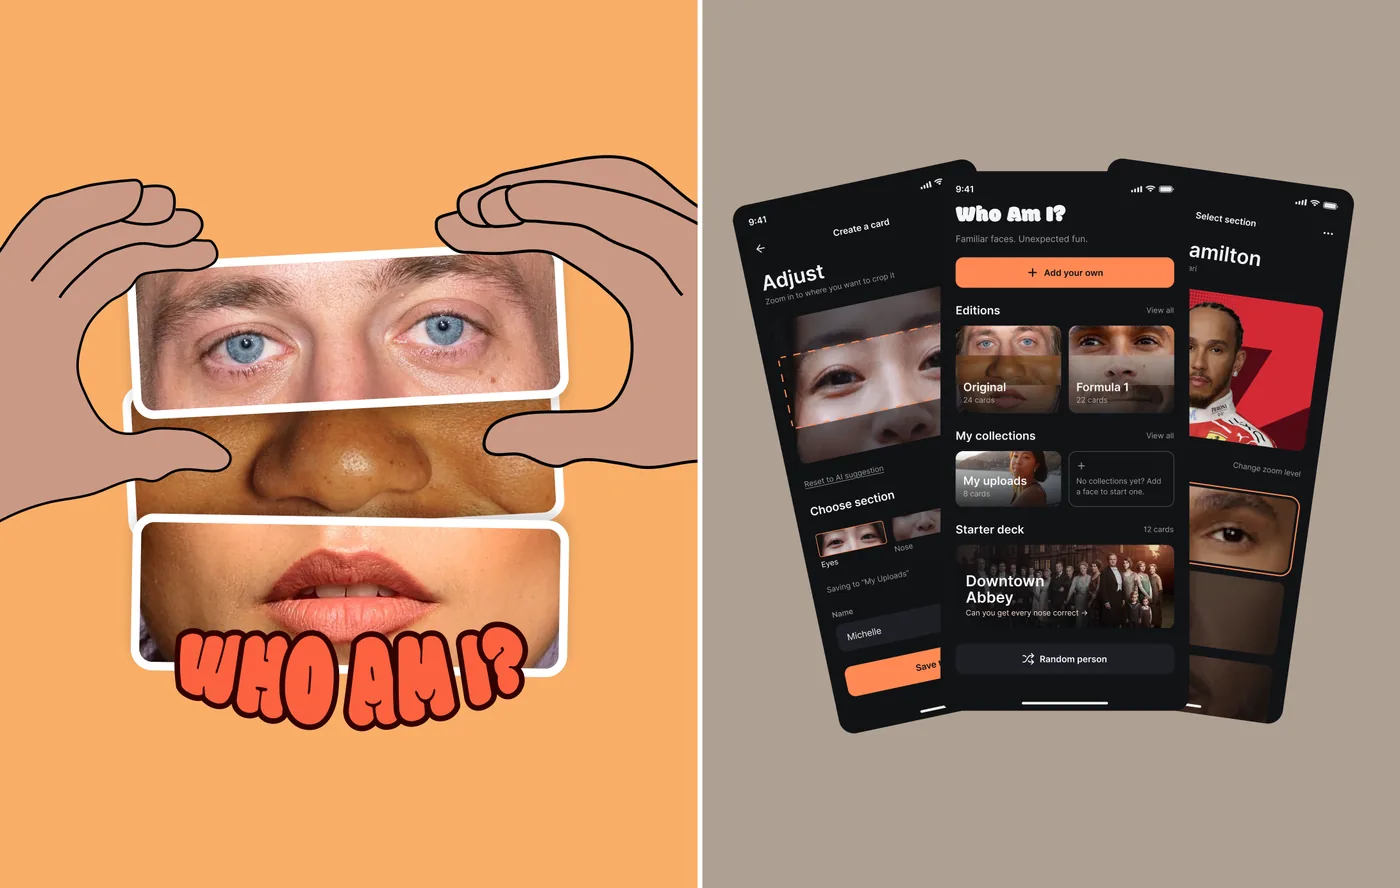 WHO AM I?
9:41
Create a card
Adjust
Zoom in to where you want to crop it
Reset to AI suggestion
Choose section
Eyes
Nose
Saving to "My Uploads"
Name
Michelle
Save
9:41
Who Am I?
Familiar faces. Unexpected fun.
+ Add your own
Editions View all
Original
24 cards
Formula 1
22 cards
My collections View all
My uploads
8 cards
+
No collections yet? Add
a face to start one.
Starter deck 12 cards
Downtown
Abbey
Can you get every nose correct →
Random person
Select section
amilton
ari
Change zoom level